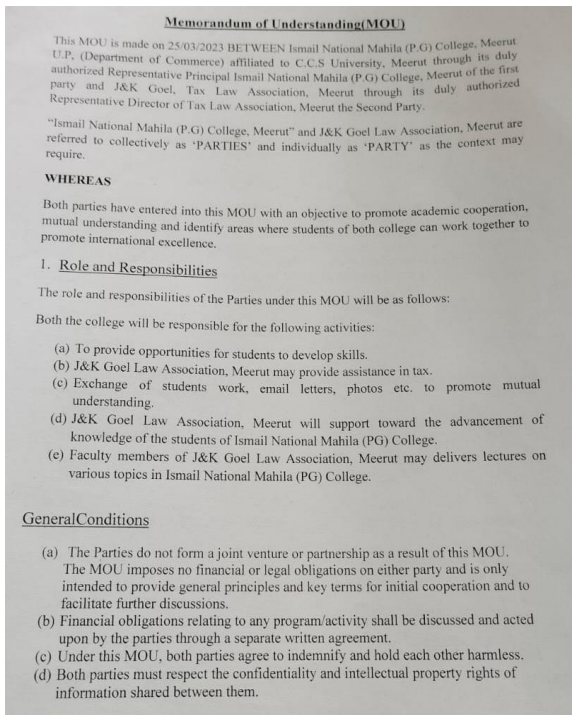 Memorandum of Understanding(MOU)
This MOU is made on 25/03/2023 BETWEEN Ismail National Mahila (P.G) College, Meerut
U.P. (Department of Commerce) affiliated to C.C.S University, Meerut through its duly
authorized Representative Principal Ismail National Mahila (P.G) College, Meerut of the first
party and J&K Goel, Tax Law Association, Meerut through its duly authorized
Representative Director of Tax Law Association, Meerut the Second Party.
"Ismail National Mahila (P.G) College, Meerut" and J&K Goel Law Association, Meerut are
referred to collectively as 'PARTIES' and individually as 'PARTY' as the context may
require.
WHEREAS
Both parties have entered into this MOU with an objective to promote academic cooperation,
mutual understanding and identify areas where students of both college can work together to
promote international excellence.
1. Role and Responsibilities
The role and responsibilities of the Parties under this MOU will be as follows:
Both the college will be responsible for the following activities:
(a) To provide opportunities for students to develop skills.
(b) J&K Goel Law Association, Meerut may provide assistance in tax.
(c) Exchange of students work, email letters, photos etc. to promote mutual
understanding.
(d) J&K Goel Law Association, Meerut will support toward the advancement of
knowledge of the students of Ismail National Mahila (PG) College.
(e) Faculty members of J&K Goel Law Association, Meerut may delivers lectures on
various topics in Ismail National Mahila (PG) College.
GeneralConditions
(a) The Parties do not form a joint venture or partnership as a result of this MOU.
The MOU imposes no financial or legal obligations on either party and is only
intended to provide general principles and key terms for initial cooperation and to
facilitate further discussions.
(b) Financial obligations relating to any program/activity shall be discussed and acted
upon by the parties through a separate written agreement.
(c) Under this MOU, both parties agree to indemnify and hold each other harmless.
(d) Both parties must respect the confidentiality and intellectual property rights of
information shared between them.